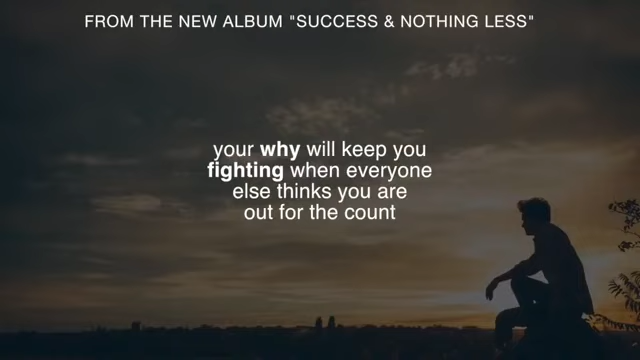 FROM THE NEW ALBUM "SUCCESS & NOTHING LESS"
your why will keep you
fighting when everyone
else thinks you are
out for the count